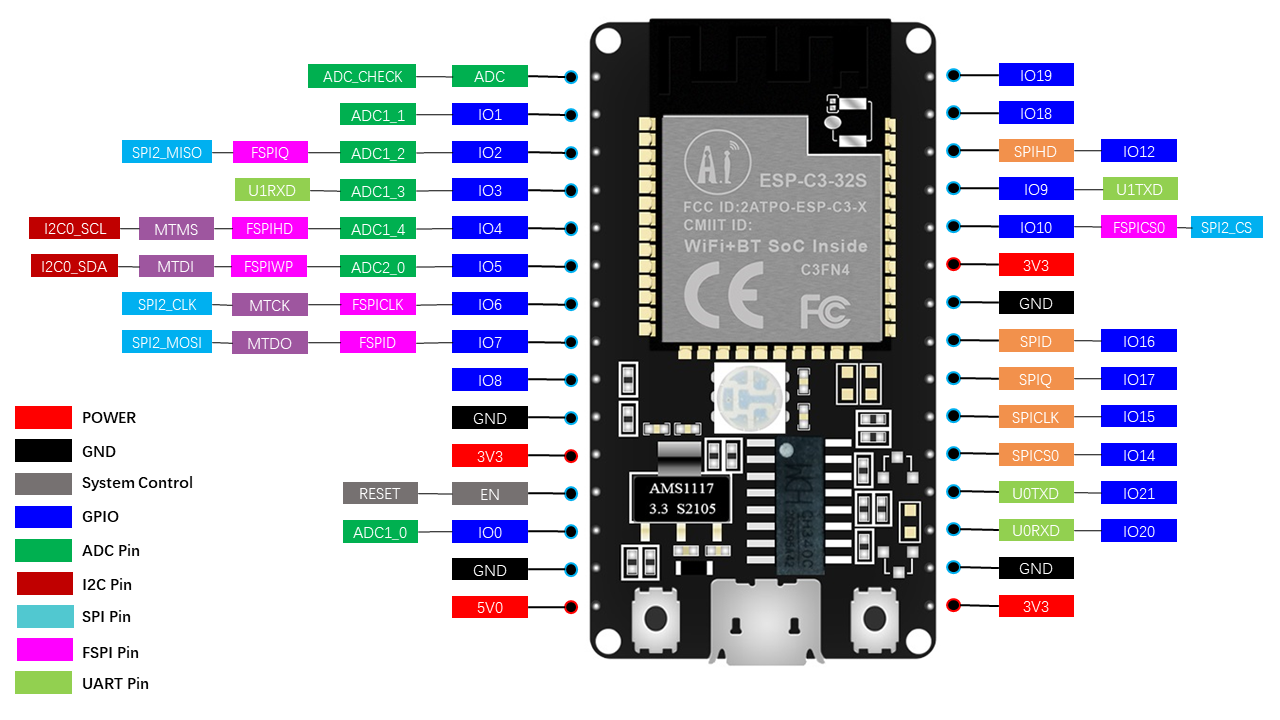 ADC_CHECK ADC
ADC1_1 IO1
SPI2_MISO FSPIQ ADC1_2 IO2
U1RXD ADC1_3 IO3
I2C0_SCL MTMS FSPIHD ADC1_4 IO4
I2C0_SDA MTDI FSPIWP ADC2_0 IO5
SPI2_CLK MTCK FSPICLK IO6
SPI2_MOSI MTDO FSPID IO7
IO8
GND
3V3
RESET EN
ADC1_0 IO0
GND
5V0
POWER
GND
System Control
GPIO
ADC Pin
I2C Pin
SPI Pin
FSPI Pin
UART Pin
A.i
ESP-C3-32S
FCC ID:2ATPO-ESP-C3-X
CMIIT ID:
WiFi+BT SoC Inside
C3FN4
CE FC
AMS1117
3.3 S2105
WCH
CH340C
IO19
IO18
SPIHD IO12
IO9 U1TXD
IO10 FSPICS0 SPI2_CS
3V3
GND
SPID IO16
SPIQ IO17
SPICLK IO15
SPICS0 IO14
U0TXD IO21
U0RXD IO20
GND
3V3